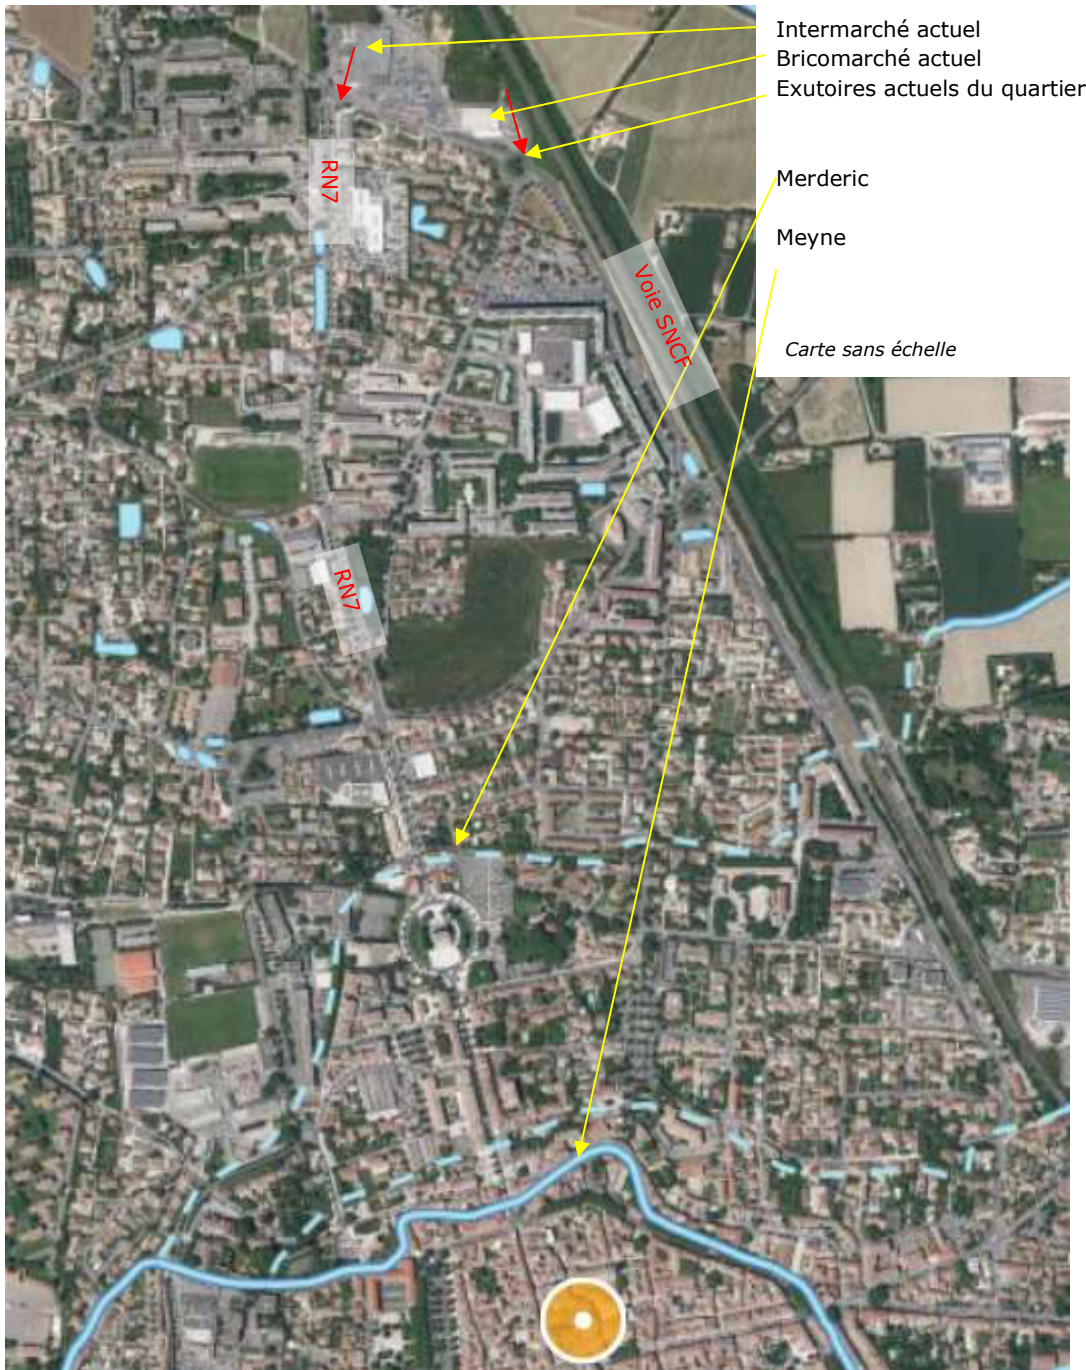 Intermarché actuel
Bricomarché actuel
Exutoires actuels du quartier
Merderic
Meyne
Carte sans échelle
RN7
Voie SNCF
RN7